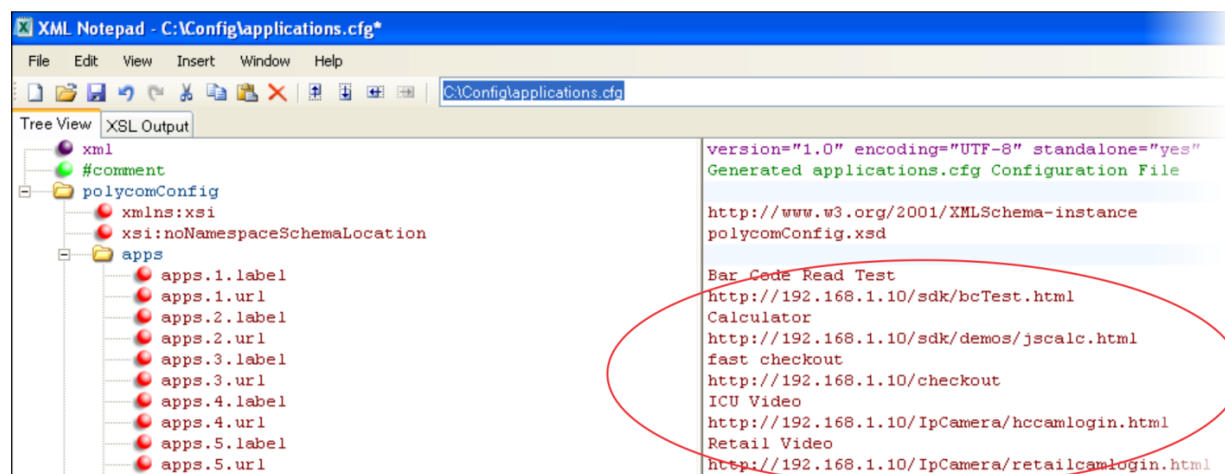 XML Notepad - C:\Config\applications.cfg*
File Edit View Insert Window Help
C:\Config\applications.cfg
Tree View XSL Output
xml version="1.0" encoding="UTF-8" standalone="yes"
#comment Generated applications.cfg Configuration File
polycomConfig
xmlns:xsi http://www.w3.org/2001/XMLSchema-instance
xsi:noNamespaceSchemaLocation polycomConfig.xsd
apps
apps.1.label Bar Code Read Test
apps.1.url http://192.168.1.10/sdk/bcTest.html
apps.2.label Calculator
apps.2.url http://192.168.1.10/sdk/demos/jscalc.html
apps.3.label fast checkout
apps.3.url http://192.168.1.10/checkout
apps.4.label ICU Video
apps.4.url http://192.168.1.10/IpCamera/hccamlogin.html
apps.5.label Retail Video
apps.5.url http://192.168.1.10/IpCamera/retailcamlogin.html